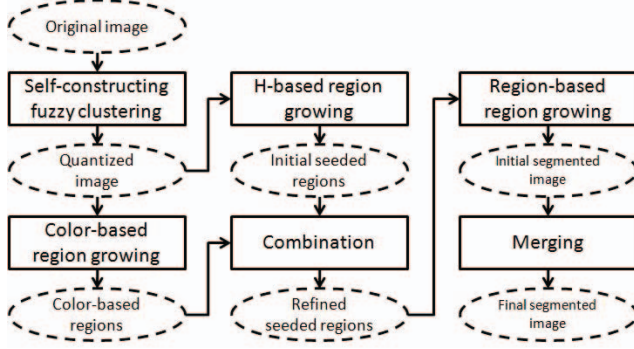 Original image
Self-constructing
fuzzy clustering
Quantized
image
Color-based
region growing
Color-based
regions
H-based region
growing
Initial seeded
regions
Combination
Refined
seeded regions
Region-based
region growing
Initial segmented
image
Merging
Final segmented
image